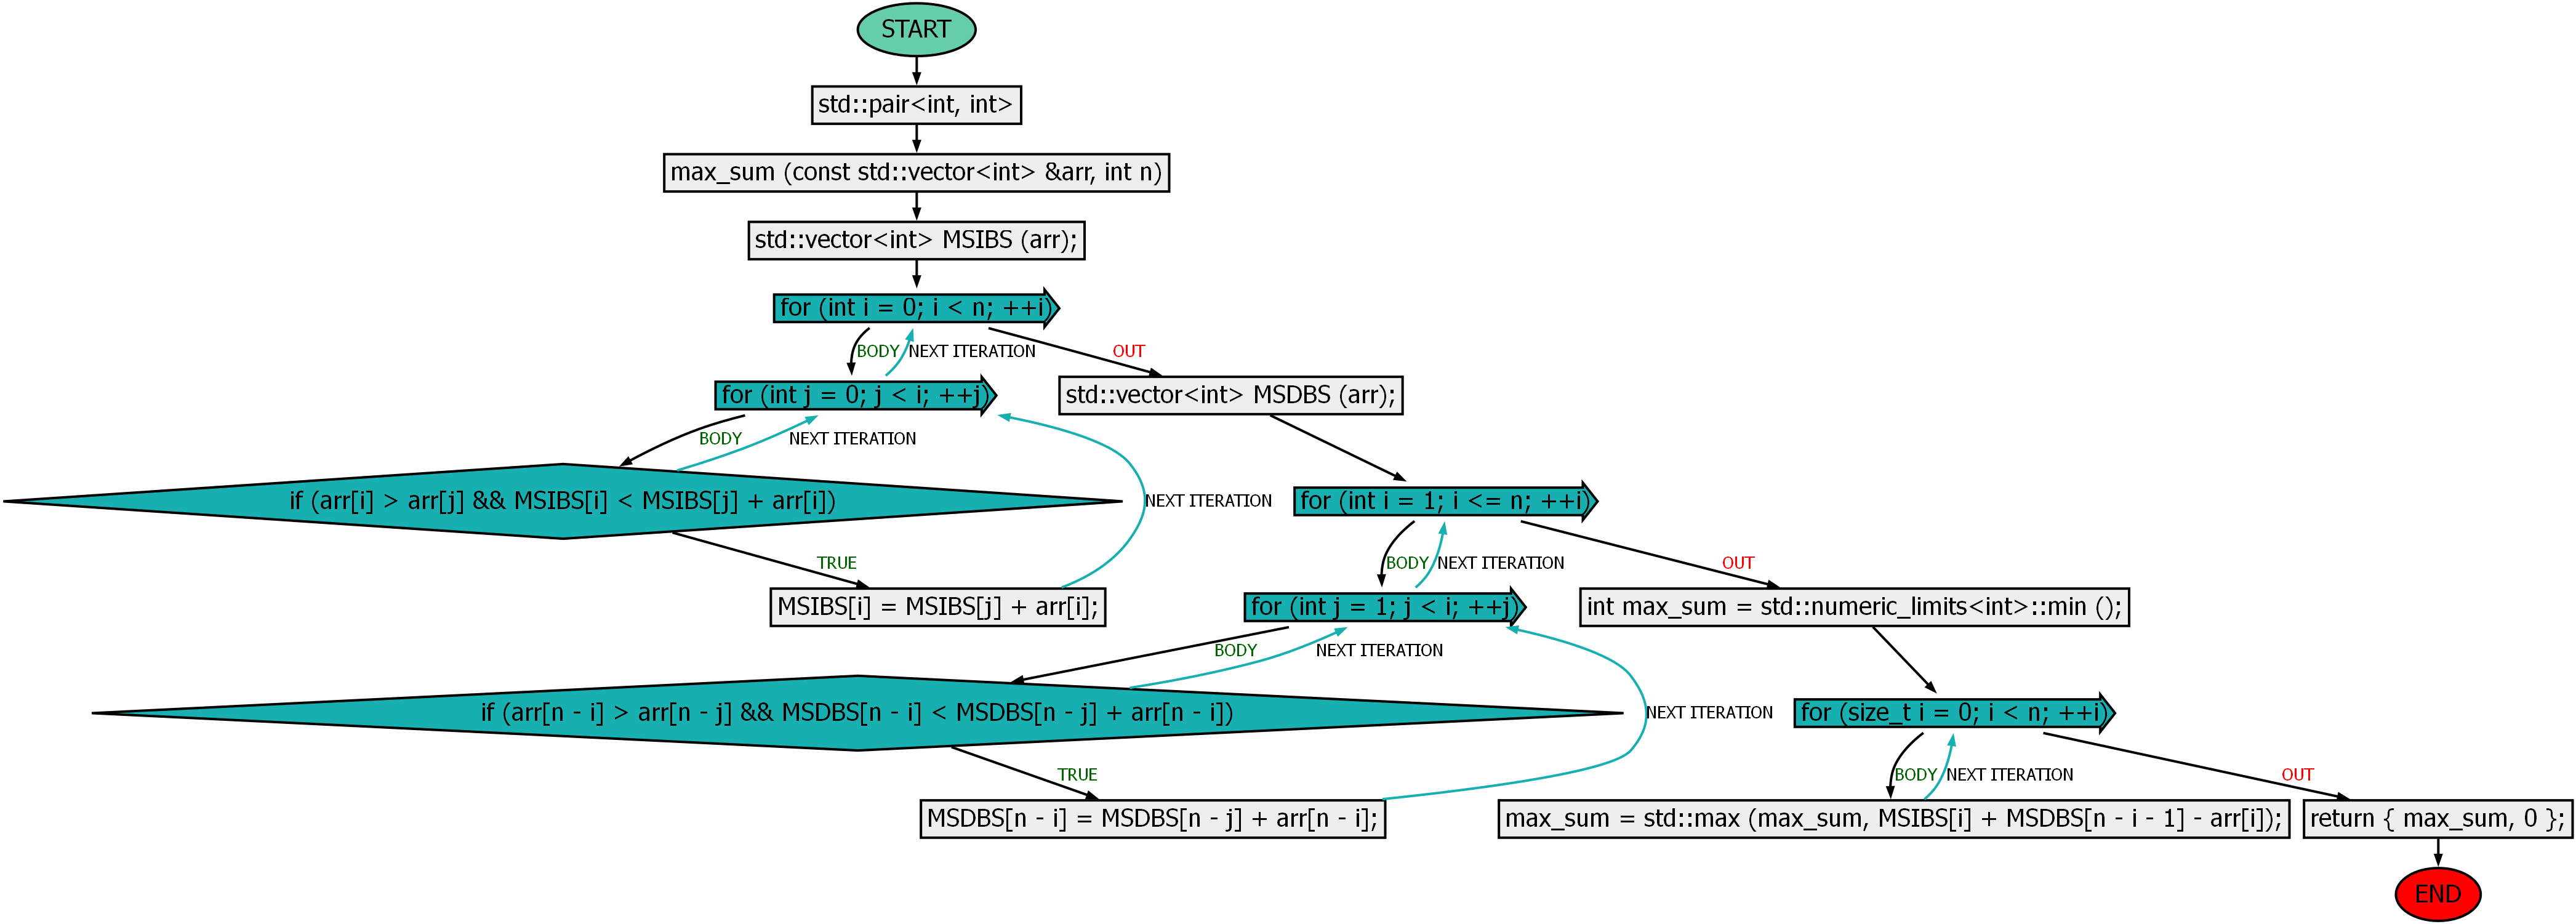 START
std::pair<int, int>
max_sum (const std::vector<int> &arr, int n)
std::vector<int> MSIBS (arr);
for (int i = 0; i < n; ++i)
BODY
NEXT ITERATION
OUT
for (int j = 0; j < i; ++j)
std::vector<int> MSDBS (arr);
BODY
NEXT ITERATION
if (arr[i] > arr[j] && MSIBS[i] < MSIBS[j] + arr[i])
NEXT ITERATION
for (int i = 1; i <= n; ++i)
TRUE
BODY
NEXT ITERATION
OUT
MSIBS[i] = MSIBS[j] + arr[i];
for (int j = 1; j < i; ++j)
int max_sum = std::numeric_limits<int>::min ();
BODY
NEXT ITERATION
if (arr[n - i] > arr[n - j] && MSDBS[n - i] < MSDBS[n - j] + arr[n - i])
NEXT ITERATION
for (size_t i = 0; i < n; ++i)
TRUE
BODY
NEXT ITERATION
OUT
MSDBS[n - i] = MSDBS[n - j] + arr[n - i];
max_sum = std::max (max_sum, MSIBS[i] + MSDBS[n - i - 1] - arr[i]);
return { max_sum, 0 };
END